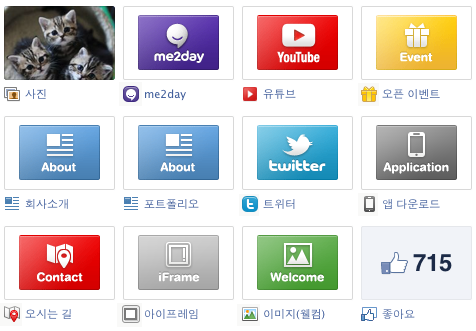 me2day
YouTube
Event
사진
me2day
유튜브
오픈 이벤트
About
About
twitter
Application
회사소개
포트폴리오
트위터
앱 다운로드
Contact
iFrame
Welcome
715
오시는 길
아이프레임
이미지(웰컴)
좋아요